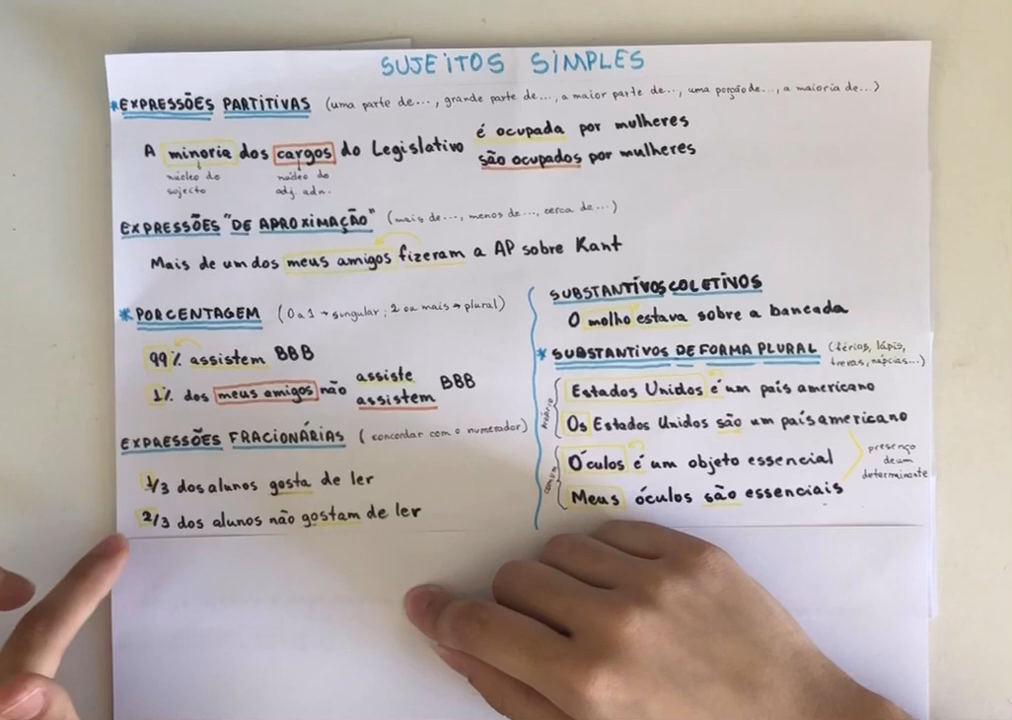 SUJEITOS SIMPLES
*EXPRESSÕES PARTITIVAS (uma parte de..., grande parte de..., a maior parte de..., uma porção de..., a maioria de...)
A minoria dos cargos do Legislativo é ocupada por mulheres
são ocupados por mulheres
núcleo do sujeito
núcleo do adj. adn.
EXPRESSÕES "DE APROXIMAÇÃO" (mais de..., menos de..., cerca de...)
Mais de um dos meus amigos fizeram a AP sobre Kant
*PORCENTAGEM (0 a 1 → singular; 2 ou mais → plural)
99% assistem BBB
1% dos meus amigos não assiste BBB
assistem
EXPRESSÕES FRACIONÁRIAS (concordar com o numerador)
1/3 dos alunos gosta de ler
2/3 dos alunos não gostam de ler
SUBSTANTIVOS COLETIVOS
O molho estava sobre a bancada
*SUBSTANTIVOS DE FORMA PLURAL (férias, lápis,
trevas, núpcias...)
Estados Unidos é um país americano
Os Estados Unidos são um país americano
Óculos é um objeto essencial
Meus óculos são essenciais
comum
presença
de um
determinante